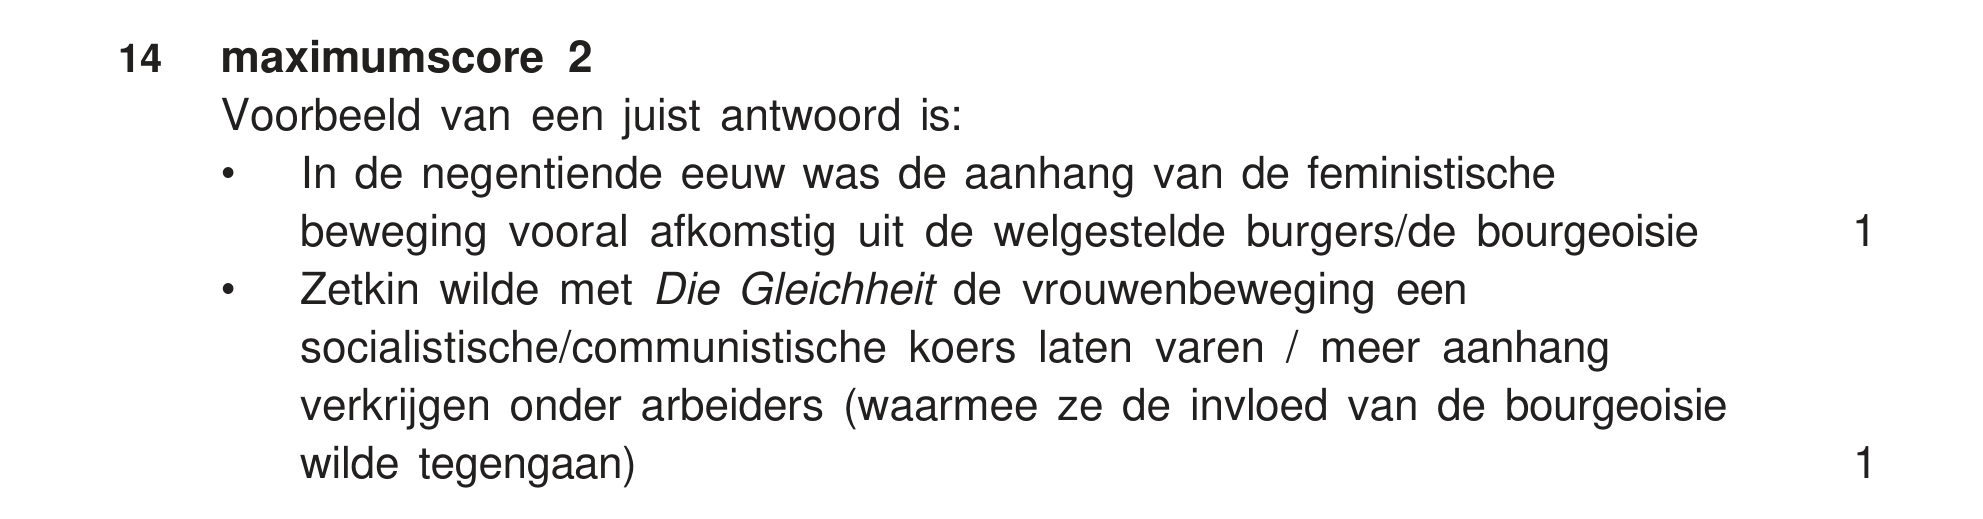 14 maximumscore 2
Voorbeeld van een juist antwoord is:
• In de negentiende eeuw was de aanhang van de feministische
beweging vooral afkomstig uit de welgestelde burgers/de bourgeoisie 1
• Zetkin wilde met Die Gleichheit de vrouwenbeweging een
socialistische/communistische koers laten varen / meer aanhang
verkrijgen onder arbeiders (waarmee ze de invloed van de bourgeoisie
wilde tegengaan) 1